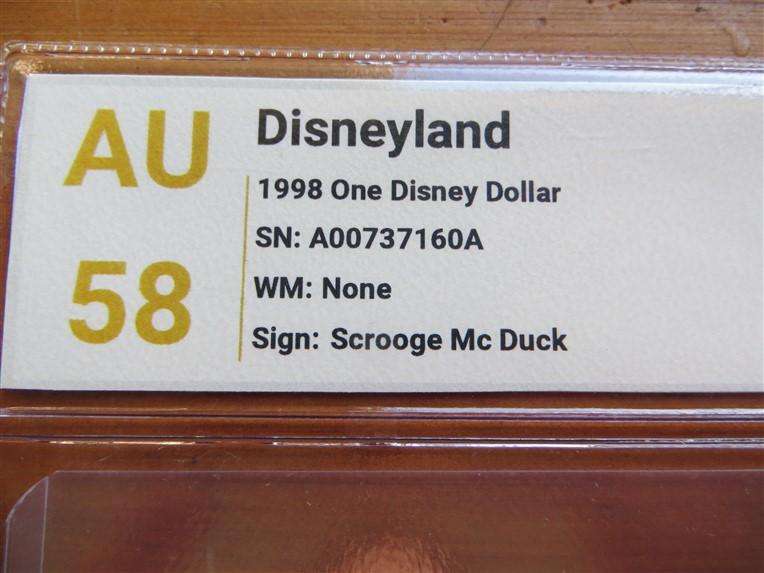 AU
58
Disneyland
1998 One Disney Dollar
SN: A00737160A
WM: None
Sign: Scrooge Mc Duck